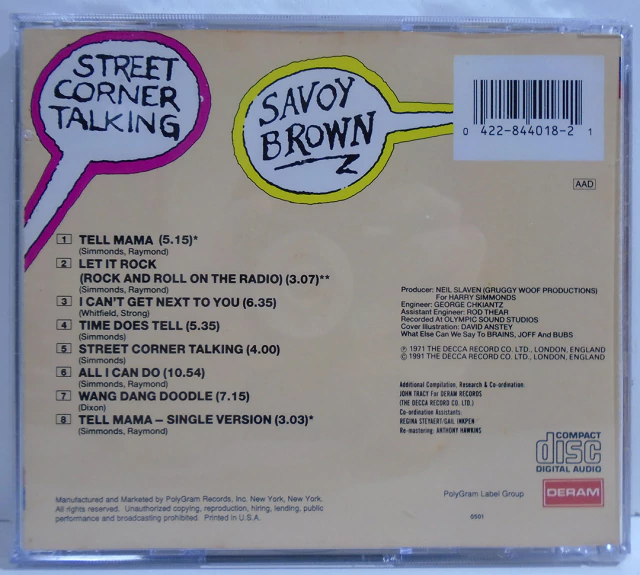 STREET
CORNER
TALKING
SAVOY
BROWN
0 422-844018-2 1
AAD
1 TELL MAMA (5.15)*
(Simmonds, Raymond)
2 LET IT ROCK
(ROCK AND ROLL ON THE RADIO) (3.07)**
(Simmonds, Raymond)
3 I CAN'T GET NEXT TO YOU (6.35)
(Whitfield, Strong)
4 TIME DOES TELL (5.35)
(Simmonds)
5 STREET CORNER TALKING (4.00)
(Simmonds)
6 ALL I CAN DO (10.54)
(Simmonds, Raymond)
7 WANG DANG DOODLE (7.15)
(Dixon)
8 TELL MAMA – SINGLE VERSION (3.03)*
(Simmonds, Raymond)
Producer: NEIL SLAVEN (GRUGGY WOOF PRODUCTIONS)
For HARRY SIMMONDS
Engineer: GEORGE CHKIANTZ
Assistant Engineer: ROD THEAR
Recorded At OLYMPIC SOUND STUDIOS
Cover Illustration: DAVID ANSTEY
What Else Can We Say To BRAINS, JOFF And BUBS
℗ 1971 THE DECCA RECORD CO. LTD., LONDON, ENGLAND
© 1991 THE DECCA RECORD CO. LTD., LONDON, ENGLAND
Additional Compilation, Research & Co-ordination:
JOHN TRACY For DERAM RECORDS
(THE DECCA RECORD CO. LTD.)
Co-ordination Assistants:
REGINA STEYAERT/GAIL INKPEN
Re-mastering: ANTHONY HAWKINS
COMPACT
disc
DIGITAL AUDIO
Manufactured and Marketed by PolyGram Records, Inc. New York, New York.
All rights reserved. Unauthorized copying, reproduction, hiring, lending, public
performance and broadcasting prohibited. Printed in U.S.A.
PolyGram Label Group
DERAM
0501